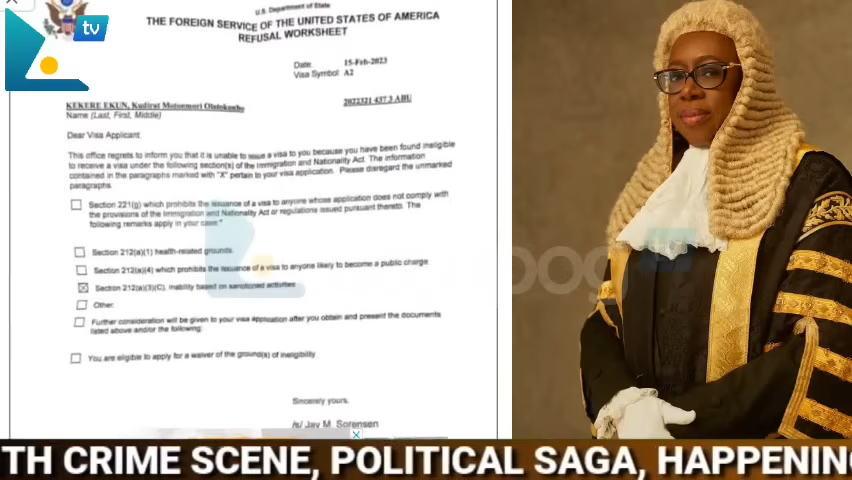 tv
U.S. Department of State
THE FOREIGN SERVICE OF THE UNITED STATES OF AMERICA
REFUSAL WORKSHEET
Date: 15-Feb-2023
Visa Symbol A2
KEKERE EKUN, Kudirat Motonmori Olatokunbo
Name (Last, First, Middle)
2022321 437 3 ABU
Dear Visa Applicant
This office regrets to inform you that it is unable to issue a visa to you because you have been found ineligible
to receive a visa under the following section(s) of the Immigration and Nationality Act. The information
contained in the paragraphs marked with "X" pertain to your visa application. Please disregard the unmarked
paragraphs.
Section 221(g) which prohibits the issuance of a visa to anyone whose application does not comply with
the provisions of the Immigration and Nationality Act or regulations issued pursuant thereto. The
following remarks apply in your case:"
Section 212(a)(1) health-related grounds.
Section 212(a)(4) which prohibits the issuance of a visa to anyone likely to become a public charge
Section 212(a)(3)(C), inability based on sanctioned activities
Other:
Further consideration will be given to your visa application after you obtain and present the documents
listed above and/or the following:
You are eligible to apply for a waiver of the ground(s) of ineligibility
Sincerely yours,
/s/ Jay M. Sorensen
TH CRIME SCENE, POLITICAL SAGA, HAPPENING